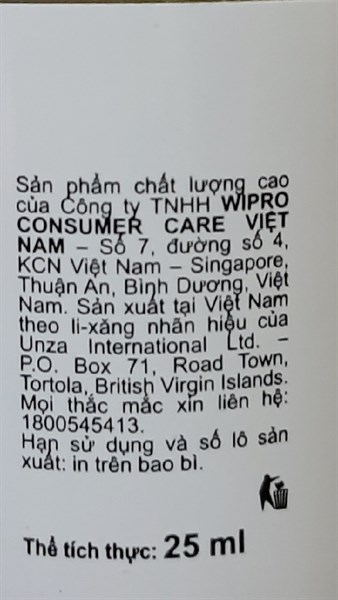 Sản phẩm chất lượng cao
của Công ty TNHH WIPRO
CONSUMER CARE VIỆT
NAM – Số 7, đường số 4,
KCN Việt Nam – Singapore,
Thuận An, Bình Dương, Việt
Nam. Sản xuất tại Việt Nam
theo li-xăng nhãn hiệu của
Unza International Ltd. –
P.O. Box 71, Road Town,
Tortola, British Virgin Islands.
Mọi thắc mắc xin liên hệ:
1800545413.
Hạn sử dụng và số lô sản
xuất: in trên bao bì.
Thể tích thực: 25 ml